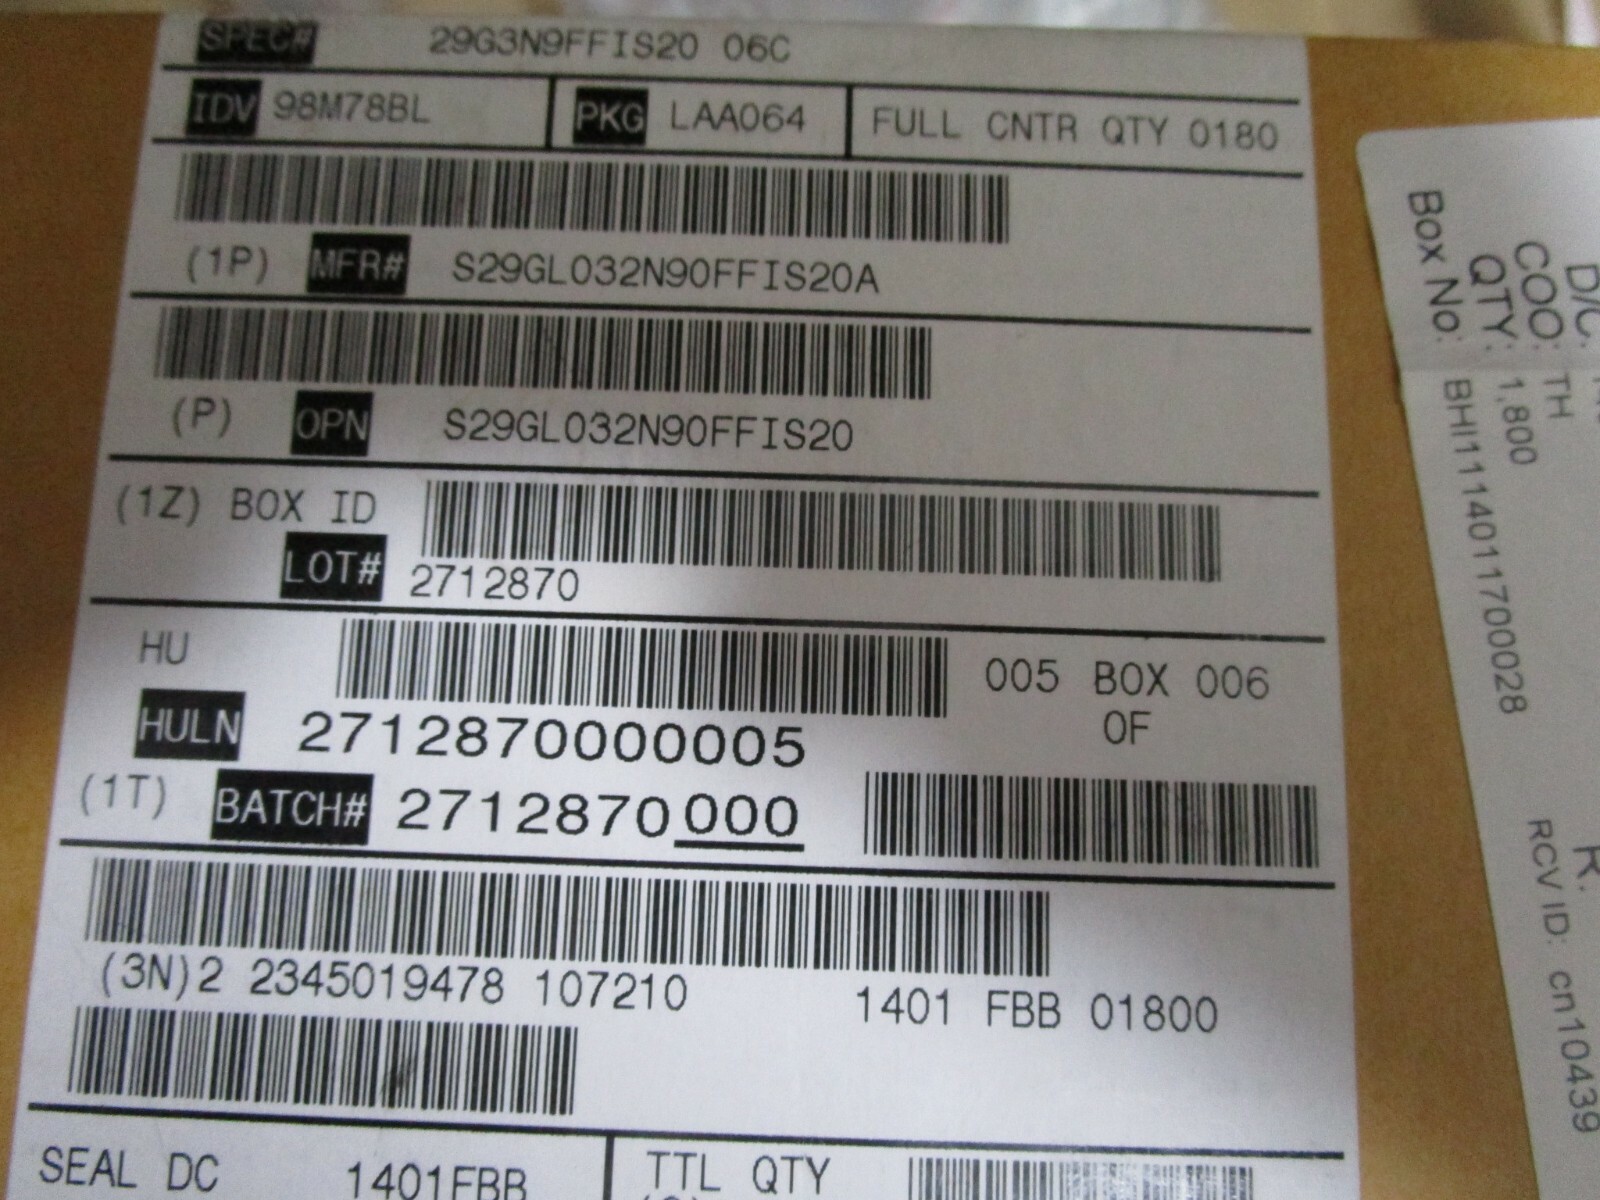 SPEC# 29G3N9FFIS20 06C
IDV 98M78BL PKG LAA064 FULL CNTR QTY 0180
(1P) MFR# S29GL032N90FFIS20A
(P) OPN S29GL032N90FFIS20
(1Z) BOX ID
LOT# 2712870
HU 005 BOX 006
OF
HULN 2712870000005
(1T) BATCH# 2712870000
(3N)2 2345019478 107210 1401 FBB 01800
SEAL DC 1401FBB TTL QTY
D/C:
COO: TH
QTY: 1,800
Box No: BHI1114011700028
RCV ID: cn10439